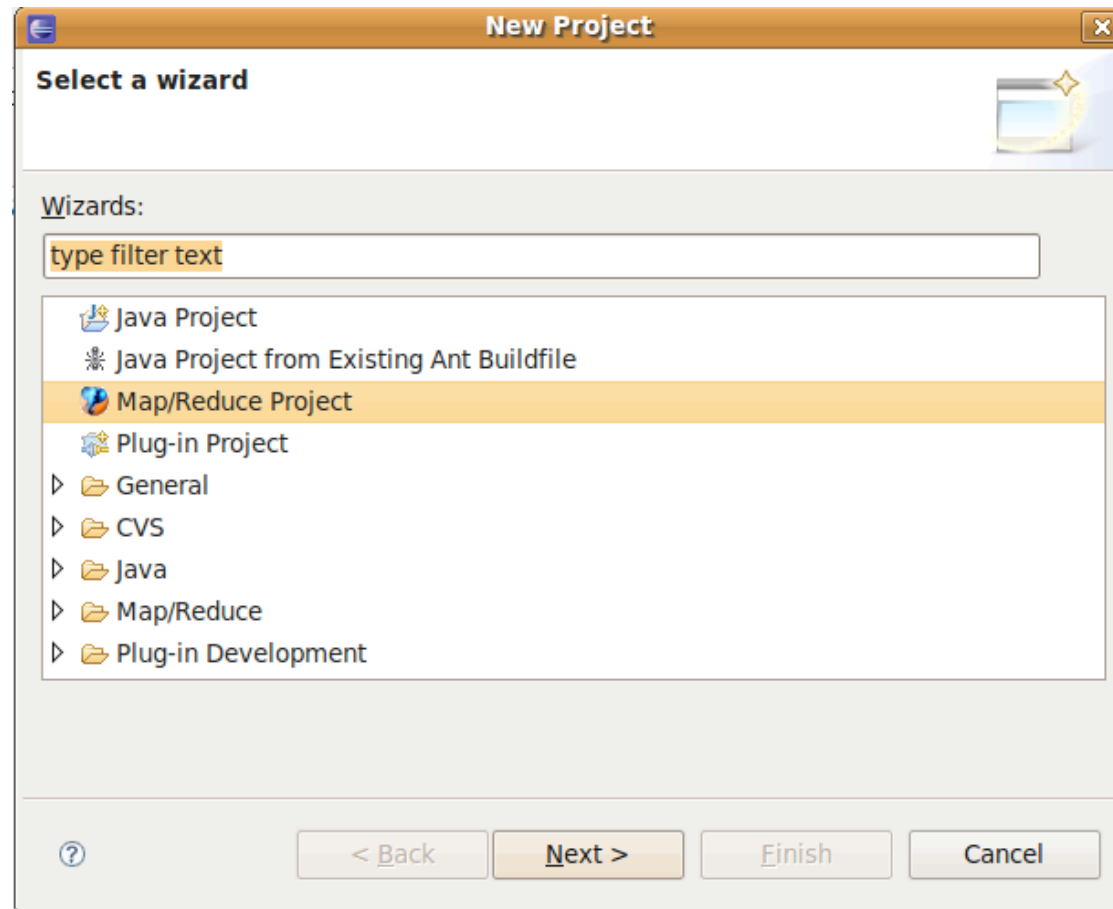 New Project
Select a wizard
Wizards:
type filter text
Java Project
Java Project from Existing Ant Buildfile
Map/Reduce Project
Plug-in Project
General
CVS
Java
Map/Reduce
Plug-in Development
< Back Next > Finish Cancel